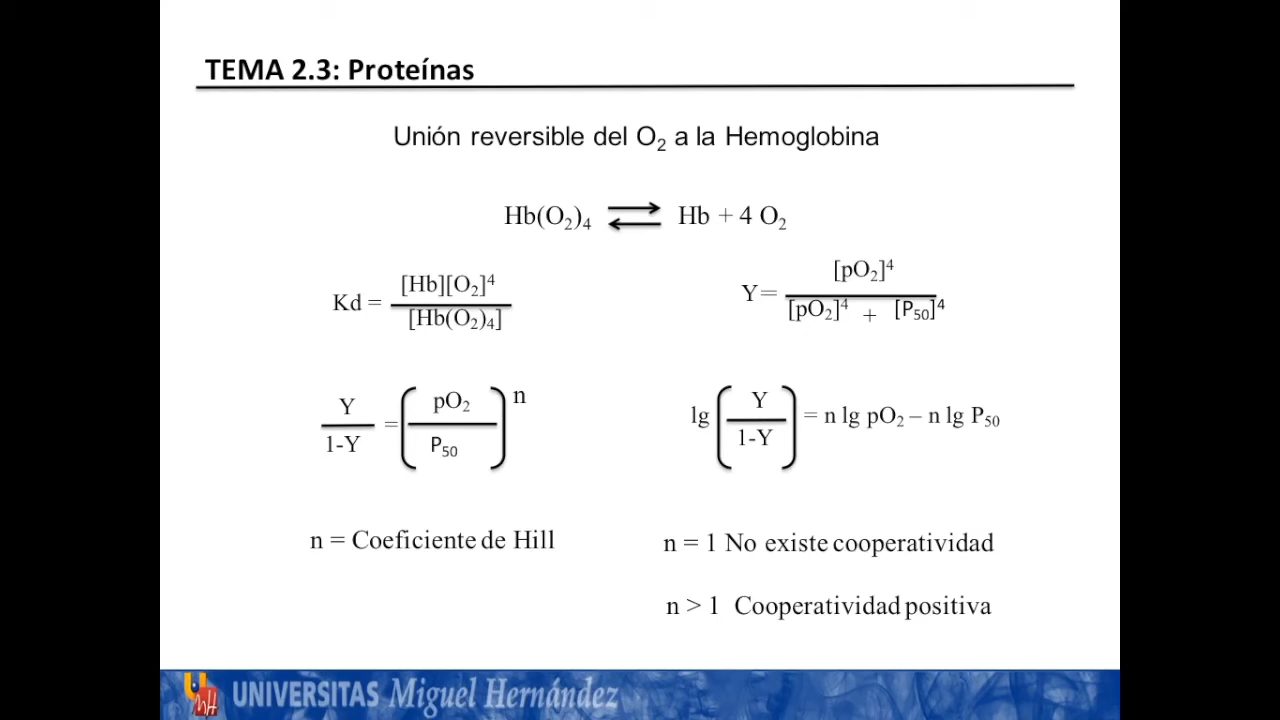 TEMA 2.3: Proteínas
Unión reversible del O₂ a la Hemoglobina
Hb(O₂)₄ ⇄ Hb + 4 O₂
Kd = [Hb][O₂]⁴ / [Hb(O₂)₄]
Y= [pO₂]⁴ / [pO₂]⁴ + [P₅₀]⁴
Y / 1-Y = (pO₂ / P₅₀)ⁿ
lg (Y / 1-Y) = n lg pO₂ – n lg P₅₀
n = Coeficiente de Hill
n = 1 No existe cooperatividad
n > 1 Cooperatividad positiva
UNIVERSITAS Miguel Hernández